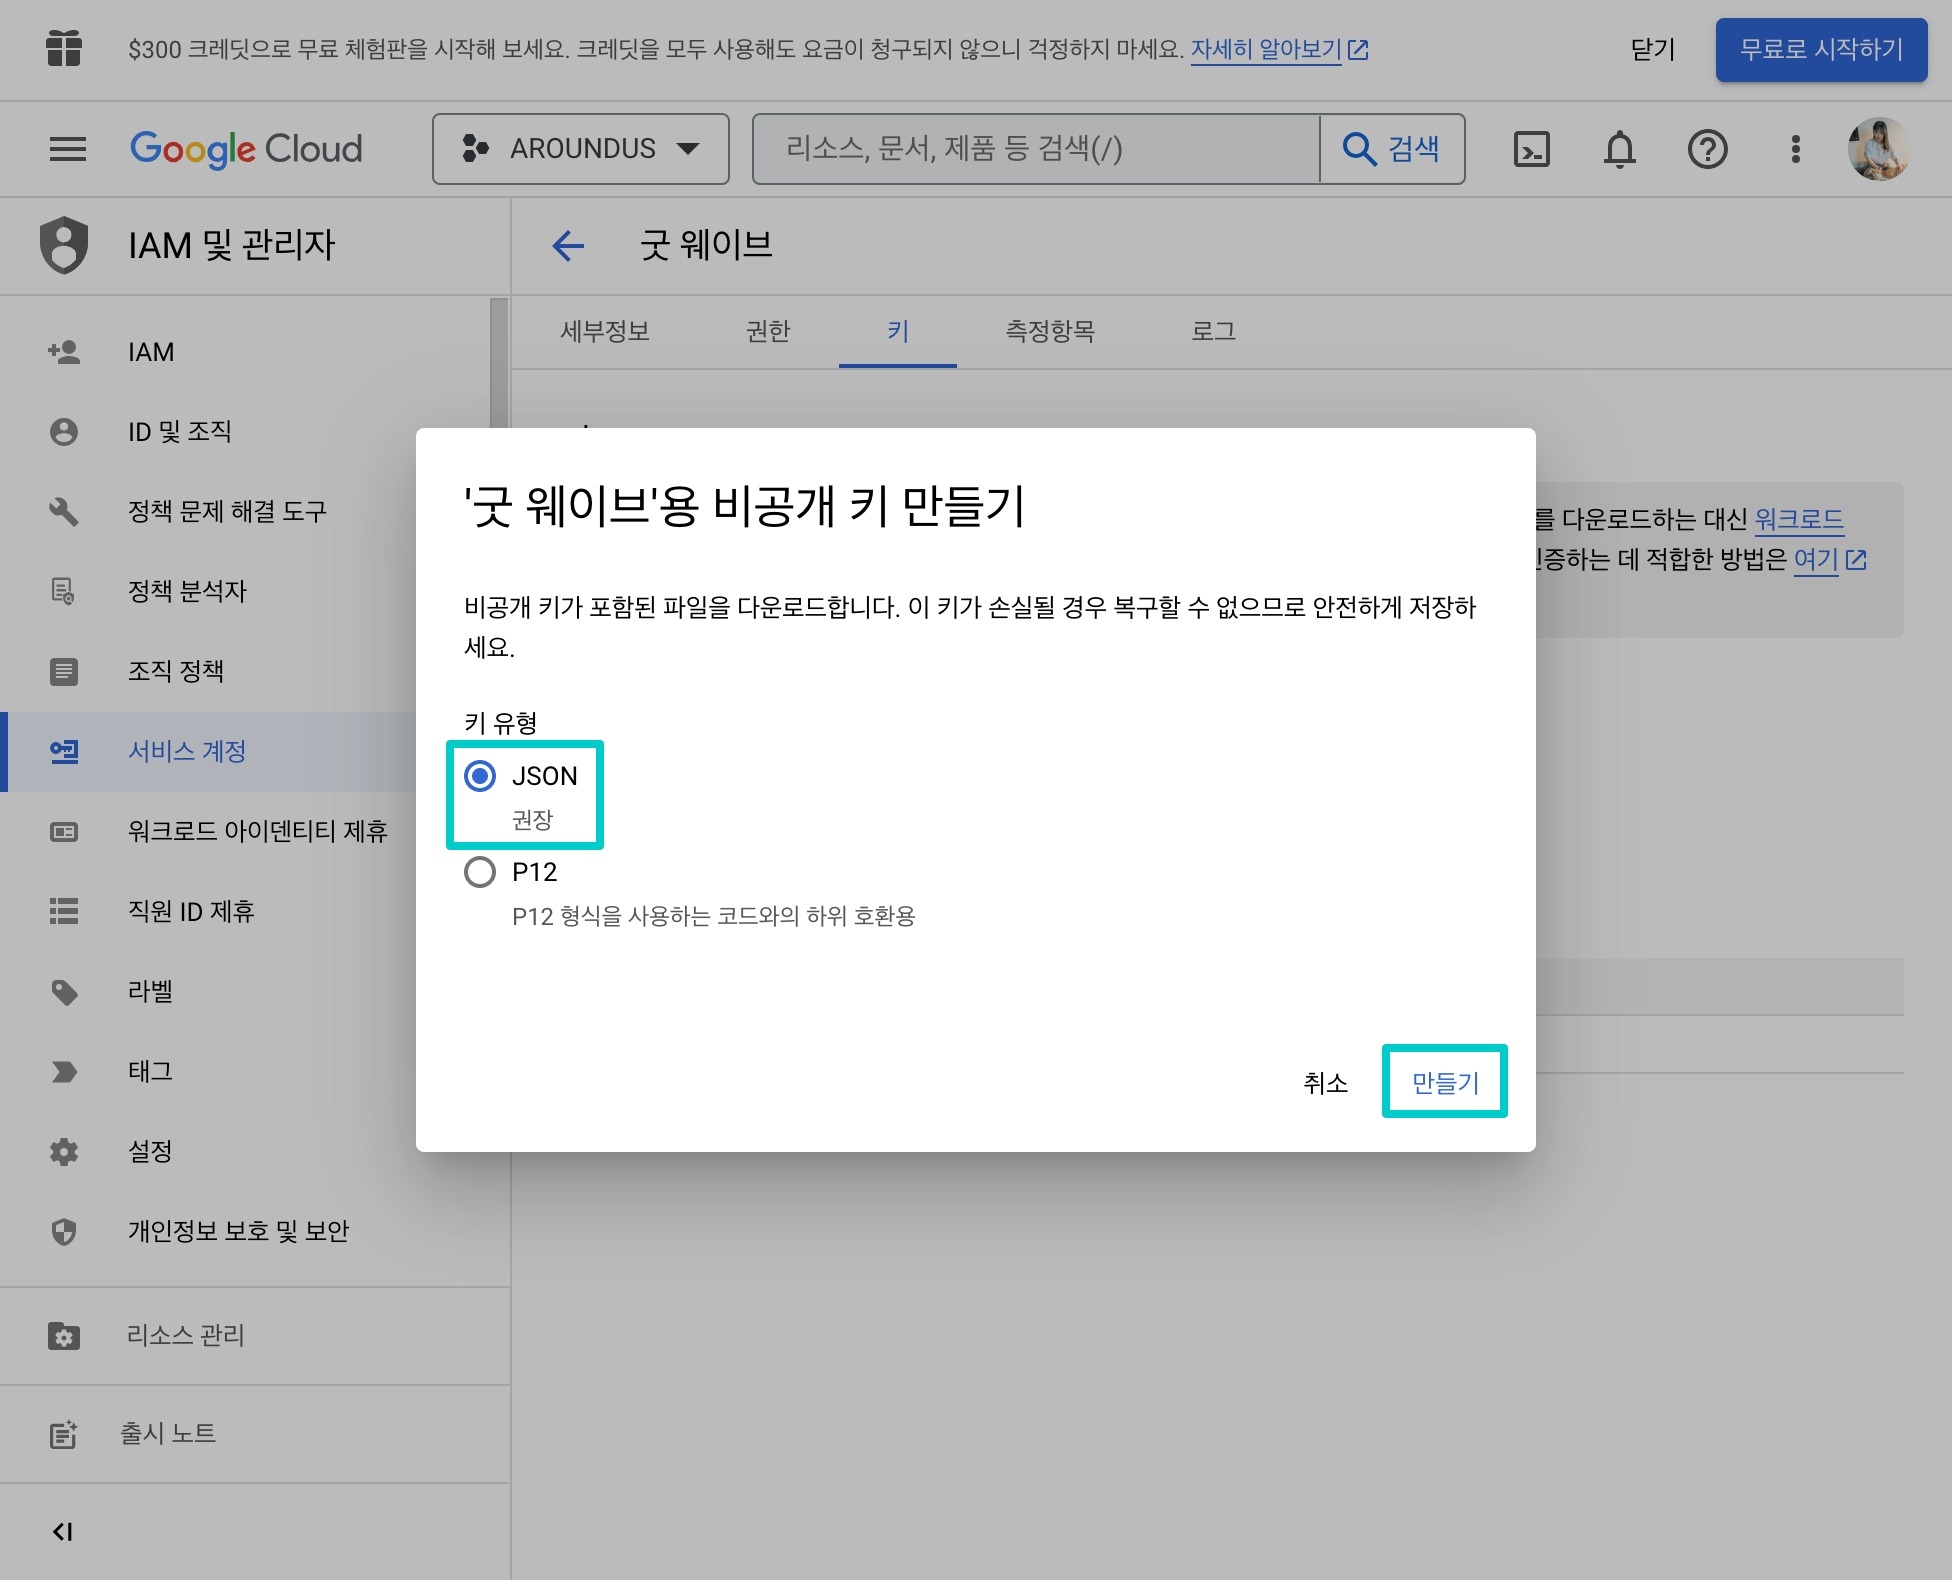 $300 크레딧으로 무료 체험판을 시작해 보세요. 크레딧을 모두 사용해도 요금이 청구되지 않으니 걱정하지 마세요. 자세히 알아보기
닫기
무료로 시작하기
Google Cloud
AROUNDUS
리소스, 문서, 제품 등 검색(/)
검색
IAM 및 관리자
굿 웨이브
세부정보
권한
키
측정항목
로그
IAM
ID 및 조직
정책 문제 해결 도구
정책 분석자
조직 정책
서비스 계정
워크로드 아이덴티티 제휴
직원 ID 제휴
라벨
태그
설정
개인정보 보호 및 보안
리소스 관리
출시 노트
를 다운로드하는 대신 워크로드
데 적합한 방법은 여기
'굿 웨이브'용 비공개 키 만들기
비공개 키가 포함된 파일을 다운로드합니다. 이 키가 손실될 경우 복구할 수 없으므로 안전하게 저장하
세요.
키 유형
JSON
권장
P12
P12 형식을 사용하는 코드와의 하위 호환용
취소
만들기